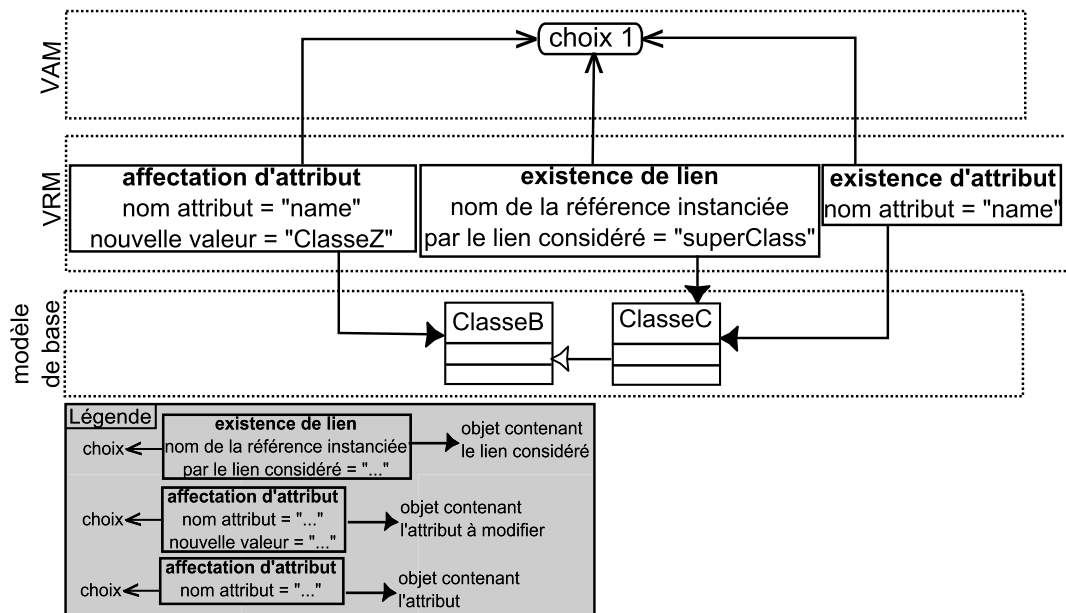 VAM
choix 1
VRM
affectation d'attribut
nom attribut = "name"
nouvelle valeur = "ClasseZ"
existence de lien
nom de la référence instanciée
par le lien considéré = "superClass"
existence d'attribut
nom attribut = "name"
modèle
de base
ClasseB
ClasseC
Légende
choix
existence de lien
nom de la référence instanciée
par le lien considéré = "..."
objet contenant
le lien considéré
choix
affectation d'attribut
nom attribut = "..."
nouvelle valeur = "..."
objet contenant
l'attribut à modifier
choix
affectation d'attribut
nom attribut = "..."
objet contenant
l'attribut